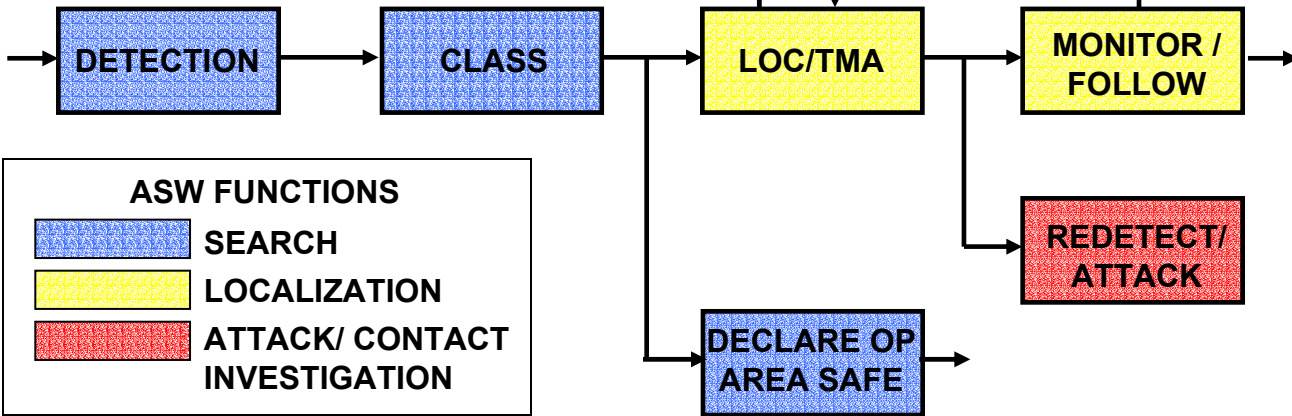 DETECTION
CLASS
LOC/TMA
MONITOR /
FOLLOW
ASW FUNCTIONS
SEARCH
LOCALIZATION
ATTACK/ CONTACT
INVESTIGATION
REDETECT/
ATTACK
DECLARE OP
AREA SAFE